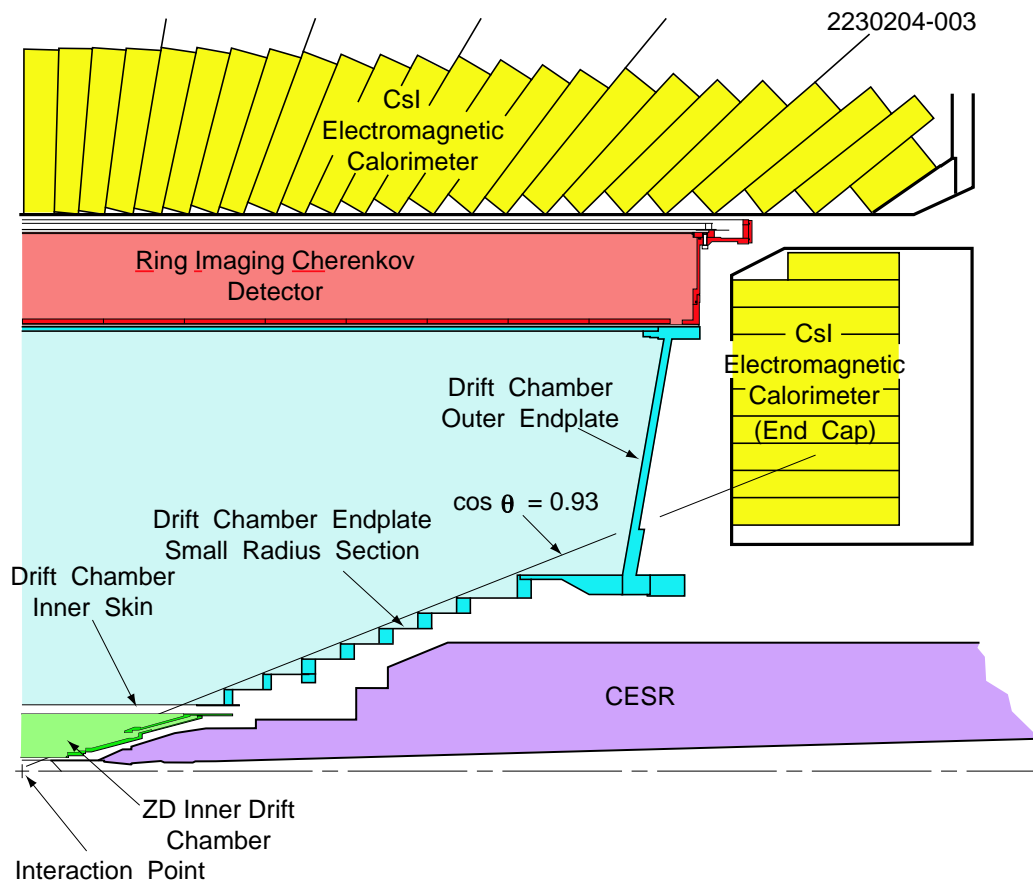 2230204-003
CsI
Electromagnetic
Calorimeter
Ring Imaging Cherenkov
Detector
CsI
Electromagnetic
Calorimeter
(End Cap)
Drift Chamber
Outer Endplate
cos θ = 0.93
Drift Chamber Endplate
Small Radius Section
Drift Chamber
Inner Skin
CESR
ZD Inner Drift
Chamber
Interaction Point